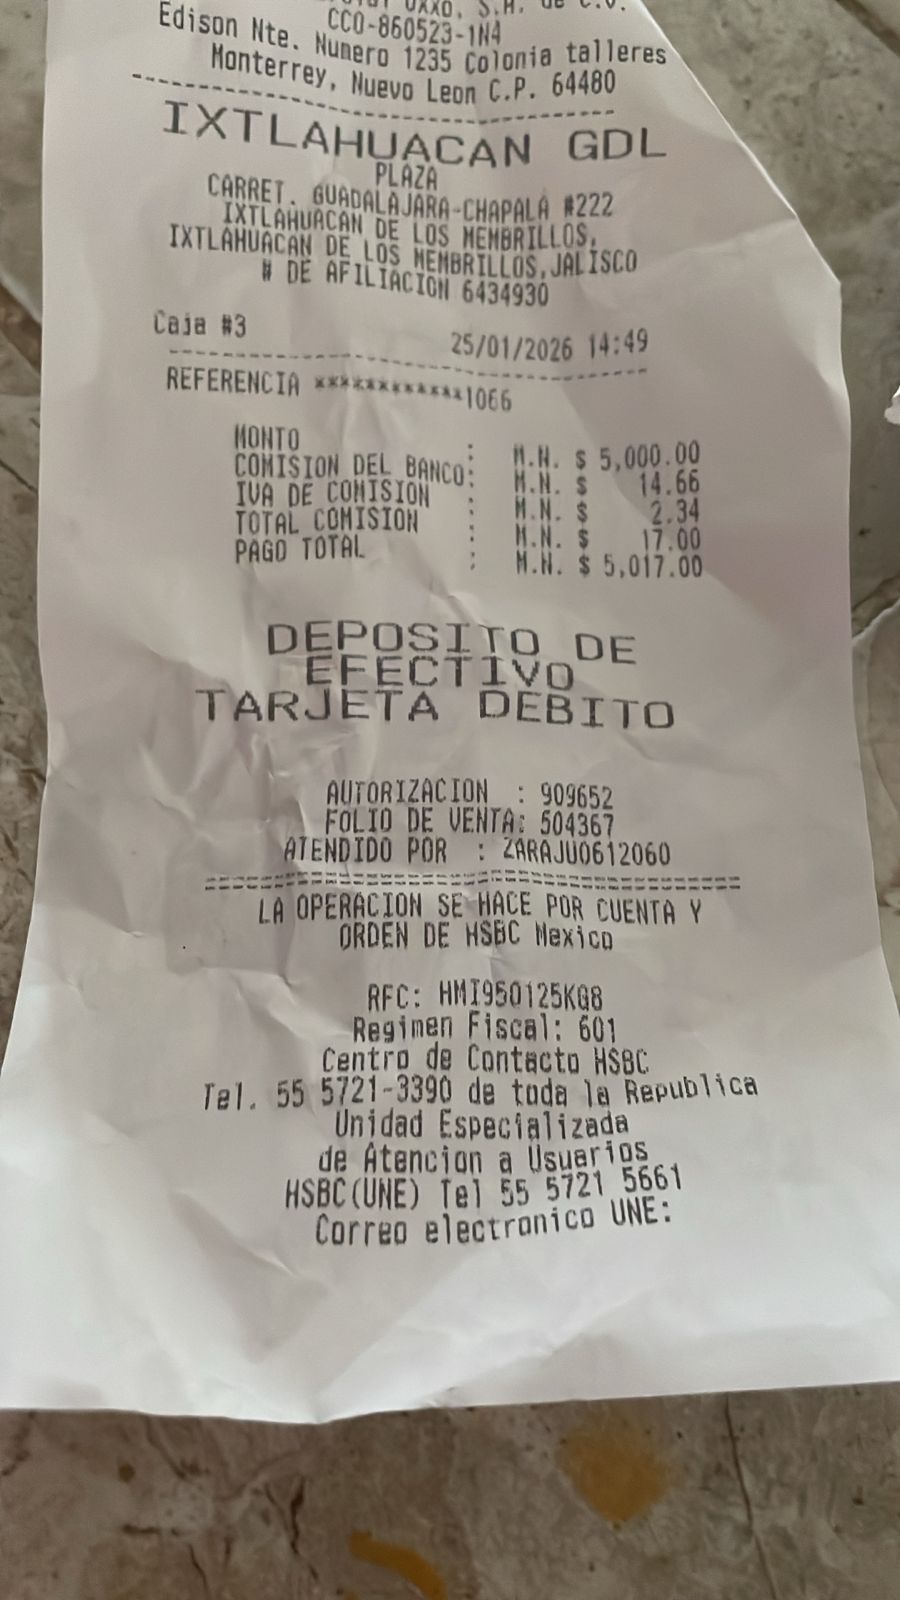 OXXO, S.A. de C.V.
CCO-860523-1N4
Edison Nte. Numero 1235 Colonia talleres
Monterrey, Nuevo Leon C.P. 64480
IXTLAHUACAN GDL
PLAZA
CARRET. GUADALAJARA-CHAPALA #222
IXTLAHUACAN DE LOS MEMBRILLOS,
IXTLAHUACAN DE LOS MEMBRILLOS,JALISCO
# DE AFILIACION 6434930
Caja #3 25/01/2026 14:49
REFERENCIA ************1066
MONTO : M.N. $ 5,000.00
COMISION DEL BANCO: M.N. $ 14.66
IVA DE COMISION : M.N. $ 2.34
TOTAL COMISION : M.N. $ 17.00
PAGO TOTAL : M.N. $ 5,017.00
DEPOSITO DE
EFECTIVO
TARJETA DEBITO
AUTORIZACION : 909652
FOLIO DE VENTA: 504367
ATENDIDO POR : ZARAJU0612060
LA OPERACION SE HACE POR CUENTA Y
ORDEN DE HSBC Mexico
RFC: HMI950125KG8
Regimen Fiscal: 601
Centro de Contacto HSBC
Tel. 55 5721-3390 de toda la Republica
Unidad Especializada
de Atencion a Usuarios
HSBC(UNE) Tel 55 5721 5661
Correo electronico UNE: